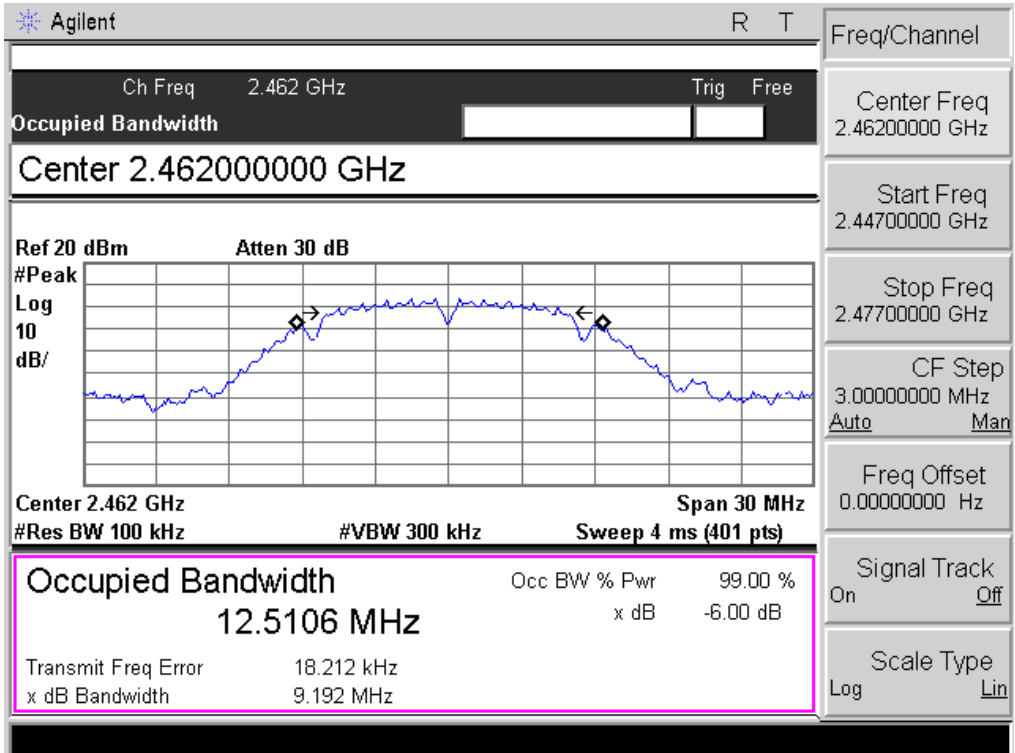 Agilent R T
Ch Freq 2.462 GHz Trig Free
Occupied Bandwidth
Center 2.462000000 GHz
Ref 20 dBm Atten 30 dB
#Peak
Log
10
dB/
Center 2.462 GHz Span 30 MHz
#Res BW 100 kHz #VBW 300 kHz Sweep 4 ms (401 pts)
Occupied Bandwidth Occ BW % Pwr 99.00 %
12.5106 MHz x dB -6.00 dB
Transmit Freq Error 18.212 kHz
x dB Bandwidth 9.192 MHz
Freq/Channel
Center Freq
2.46200000 GHz
Start Freq
2.44700000 GHz
Stop Freq
2.47700000 GHz
CF Step
3.00000000 MHz
Auto Man
Freq Offset
0.00000000 Hz
Signal Track
On Off
Scale Type
Log Lin